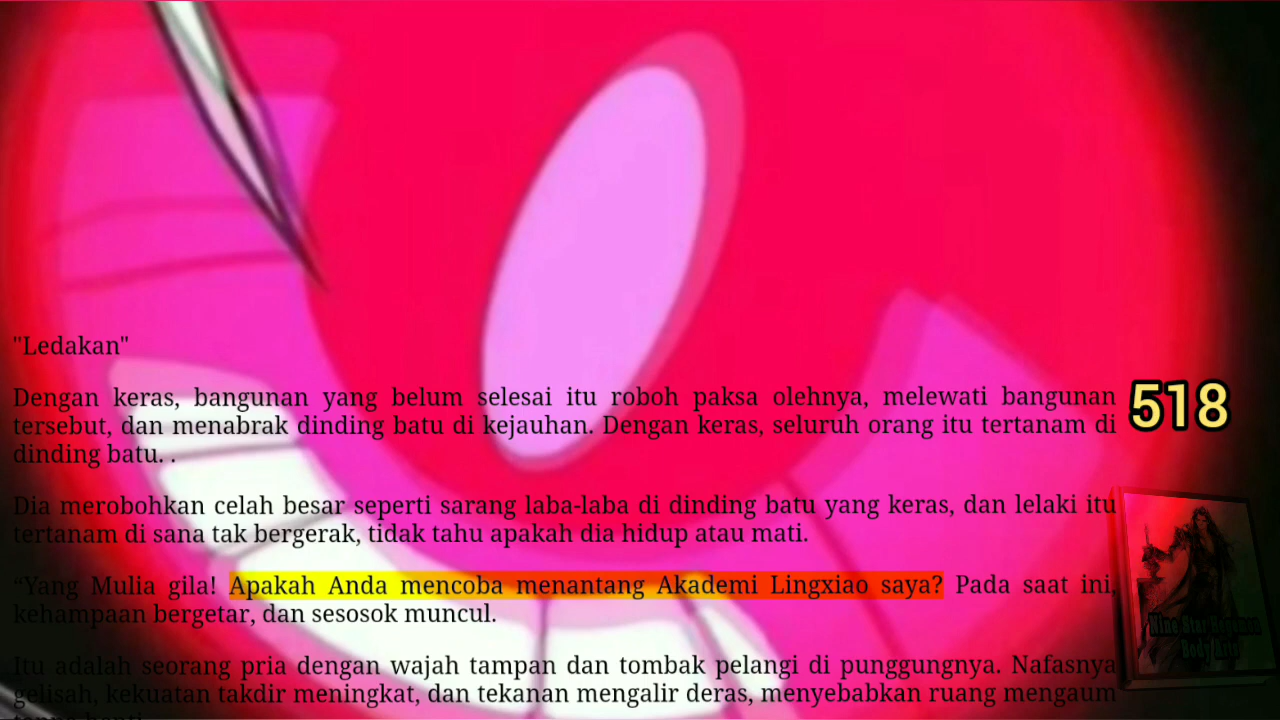 "Ledakan"
Dengan keras, bangunan yang belum selesai itu roboh paksa olehnya, melewati bangunan
tersebut, dan menabrak dinding batu di kejauhan. Dengan keras, seluruh orang itu tertanam di
dinding batu. .
518
Dia merobohkan celah besar seperti sarang laba-laba di dinding batu yang keras, dan lelaki itu
tertanam di sana tak bergerak, tidak tahu apakah dia hidup atau mati.
“Yang Mulia gila! Apakah Anda mencoba menantang Akademi Lingxiao saya? Pada saat ini,
kehampaan bergetar, dan sesosok muncul.
Nine Star
Body Arts
Itu adalah seorang pria dengan wajah tampan dan tombak pelangi di punggungnya. Nafasnya
gelisah, kekuatan takdir meningkat, dan tekanan mengalir deras, menyebabkan ruang mengaum